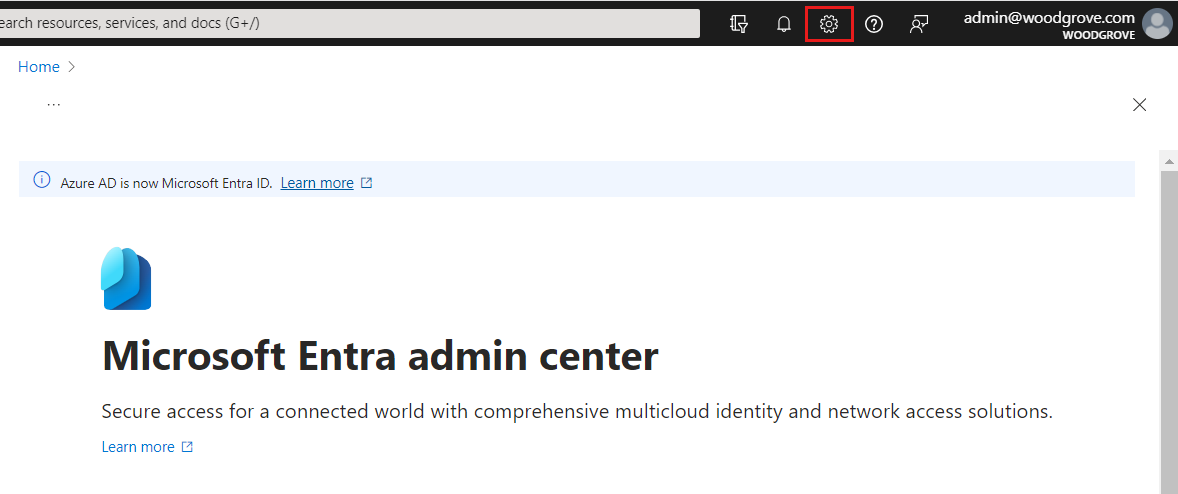 earch resources, services, and docs (G+/)
admin@woodgrove.com
WOODGROVE
Home
...
Azure AD is now Microsoft Entra ID. Learn more
Microsoft Entra admin center
Secure access for a connected world with comprehensive multicloud identity and network access solutions.
Learn more